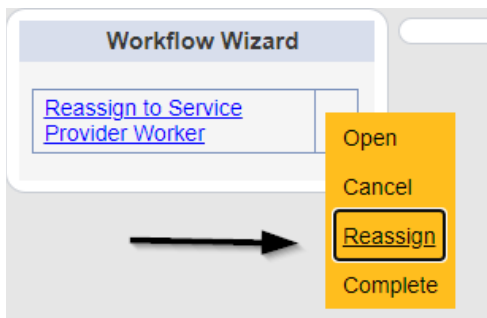 Workflow Wizard
Reassign to Service
Provider Worker
Open
Cancel
Reassign
Complete